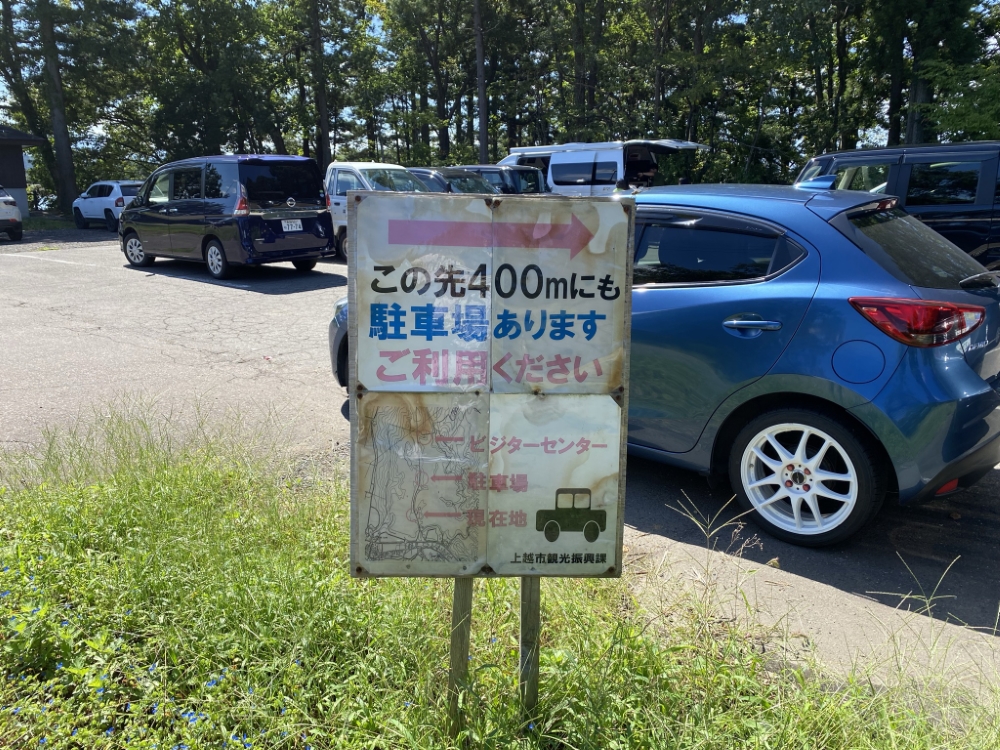 この先400mにも
駐車場あります
ご利用ください
ビジターセンター
駐車場
現在地
上越市観光振興課